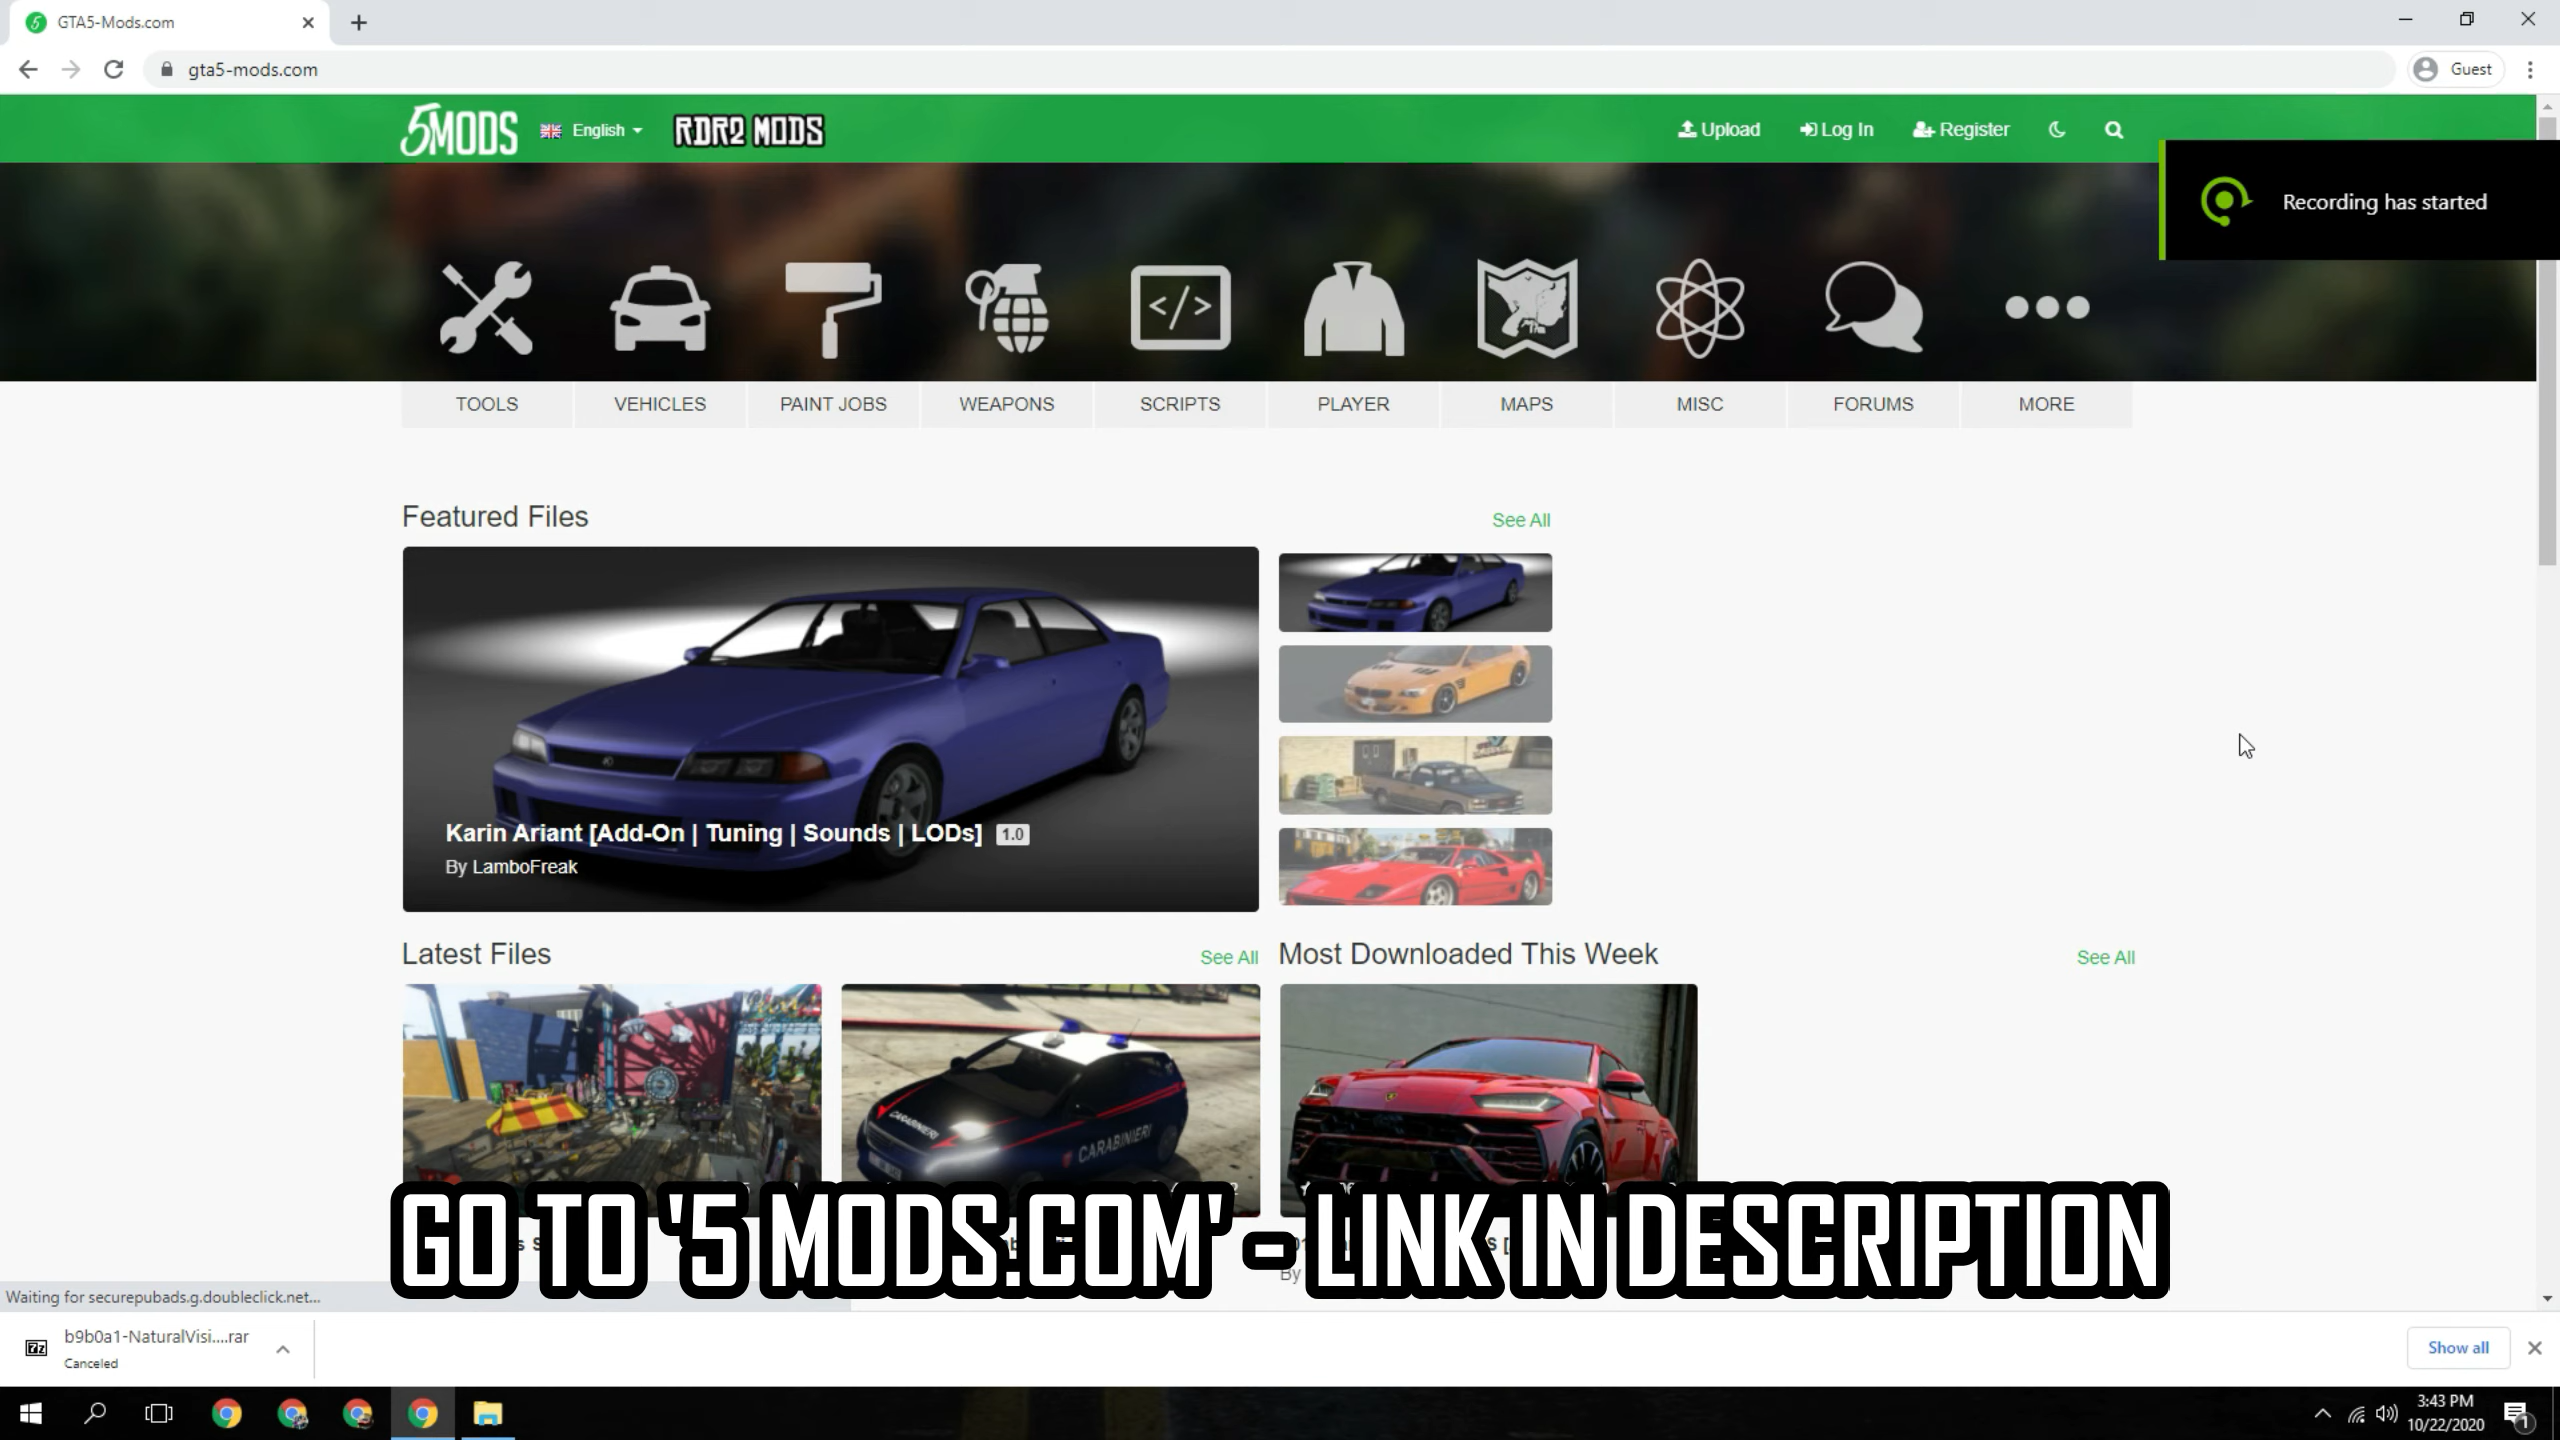 GTA5-Mods.com
gta5-mods.com
Guest
5MODS
English
RDR2 MODS
Upload
Log In
Register
Recording has started
</>
TOOLS
VEHICLES
PAINT JOBS
WEAPONS
SCRIPTS
PLAYER
MAPS
MISC
FORUMS
MORE
Featured Files
See All
Karin Ariant [Add-On | Tuning | Sounds | LODs] 1.0
By LamboFreak
Latest Files
See All
Most Downloaded This Week
See All
CARABINIERI
CARABINIERI
GO TO '5 MODS.COM' - LINK IN DESCRIPTION
By
Waiting for securepubads.g.doubleclick.net...
7z
b9b0a1-NaturalVisi....rar
Canceled
Show all
3:43 PM
10/22/2020
1